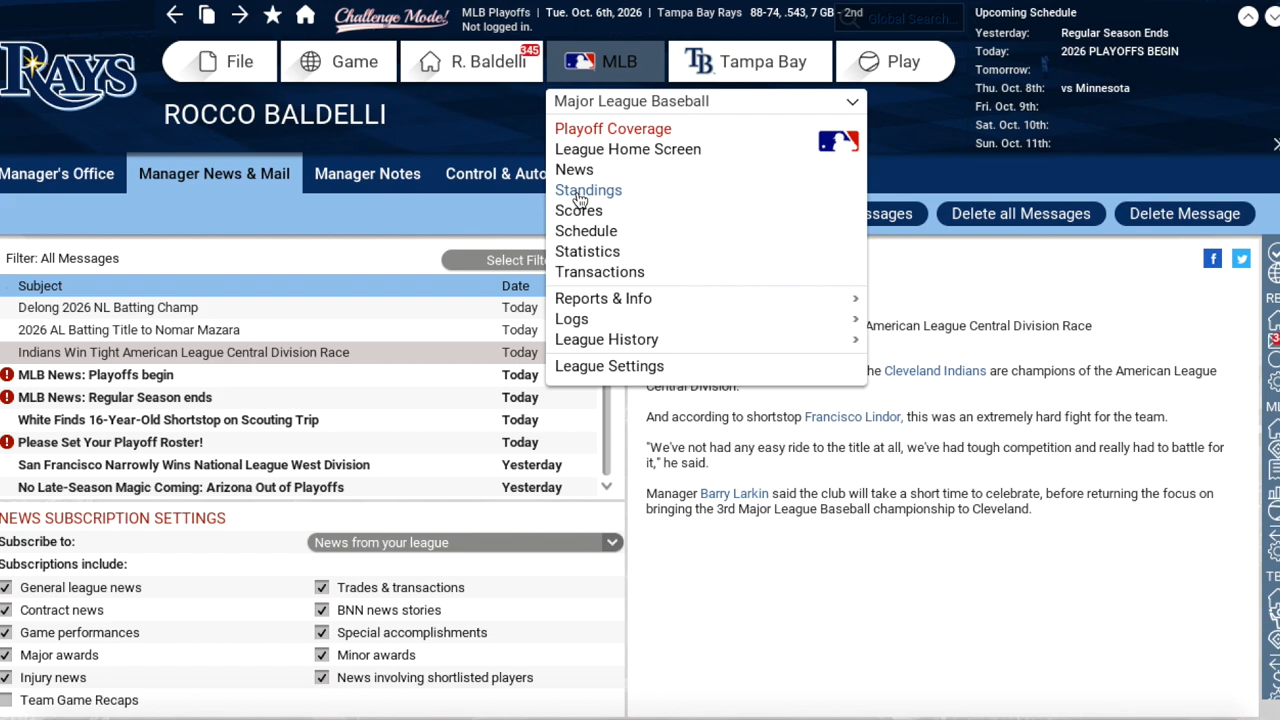 Challenge Mode!
MLB Playoffs | Tue. Oct. 6th, 2026 | Tampa Bay Rays 88-74, .543, 7 GB - 2nd
Not logged in.
Global Search...
Upcoming Schedule
Yesterday: Regular Season Ends
Today: 2026 PLAYOFFS BEGIN
Tomorrow:
Thu. Oct. 8th: vs Minnesota
Fri. Oct. 9th:
Sat. Oct. 10th:
Sun. Oct. 11th:
RAYS
File
Game
R. Baldelli
345
MLB
TB
Tampa Bay
Play
ROCCO BALDELLI
Manager's Office
Manager News & Mail
Manager Notes
Control & Auto
Major League Baseball
Playoff Coverage
League Home Screen
News
Standings
Scores
Schedule
Statistics
Transactions
Reports & Info
Logs
League History
League Settings
ssages
Delete all Messages
Delete Message
Filter: All Messages
Select Filt
Subject Date
Delong 2026 NL Batting Champ Today
2026 AL Batting Title to Nomar Mazara Today
Indians Win Tight American League Central Division Race Today
MLB News: Playoffs begin Today
MLB News: Regular Season ends Today
White Finds 16-Year-Old Shortstop on Scouting Trip Today
Please Set Your Playoff Roster! Today
San Francisco Narrowly Wins National League West Division Yesterday
No Late-Season Magic Coming: Arizona Out of Playoffs Yesterday
American League Central Division Race
he Cleveland Indians are champions of the American League
Central Division.
And according to shortstop Francisco Lindor, this was an extremely hard fight for the team.
"We've not had any easy ride to the title at all, we've had tough competition and really had to battle for
it," he said.
Manager Barry Larkin said the club will take a short time to celebrate, before returning the focus on
bringing the 3rd Major League Baseball championship to Cleveland.
NEWS SUBSCRIPTION SETTINGS
Subscribe to: News from your league
Subscriptions include:
General league news Trades & transactions
Contract news BNN news stories
Game performances Special accomplishments
Major awards Minor awards
Injury news News involving shortlisted players
Team Game Recaps
RE
ML
TE